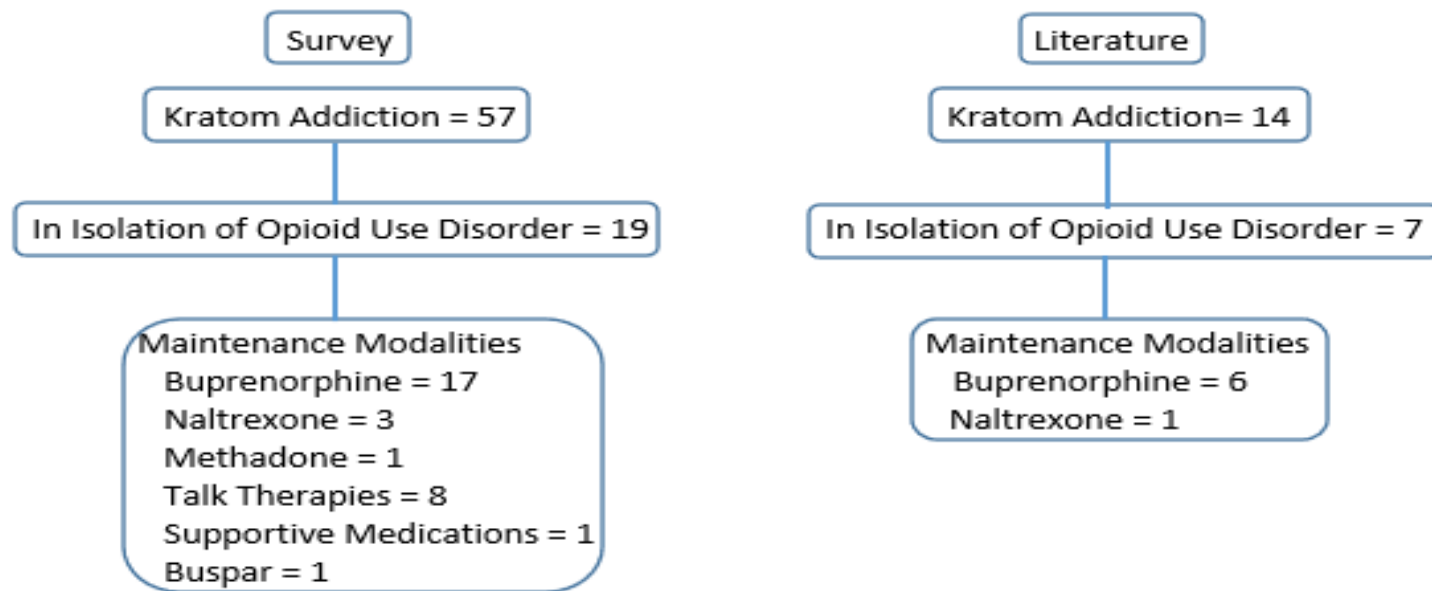 Survey
Kratom Addiction = 57
In Isolation of Opioid Use Disorder = 19
Maintenance Modalities
Buprenorphine = 17
Naltrexone = 3
Methadone = 1
Talk Therapies = 8
Supportive Medications = 1
Buspar = 1
Literature
Kratom Addiction= 14
In Isolation of Opioid Use Disorder = 7
Maintenance Modalities
Buprenorphine = 6
Naltrexone = 1